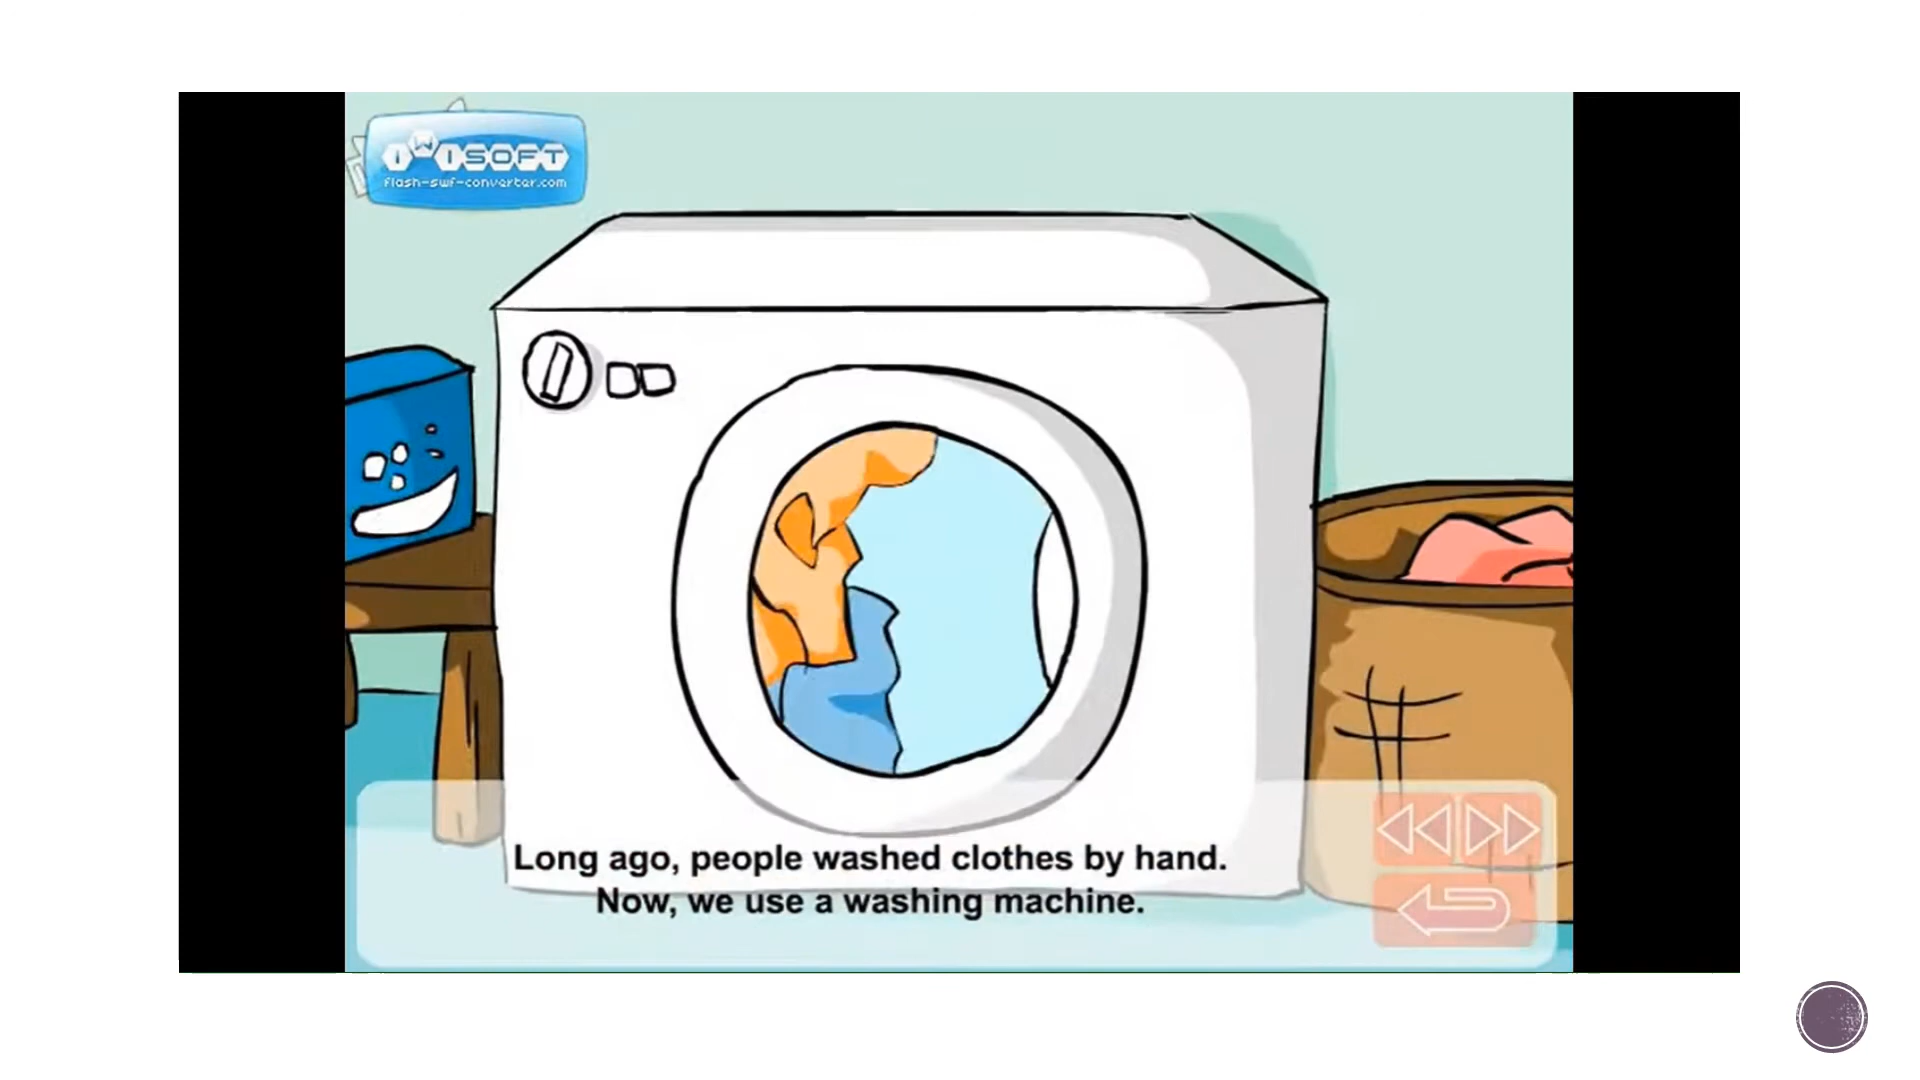 iWiSOFT
flash-swf-converter.com
Long ago, people washed clothes by hand.
Now, we use a washing machine.